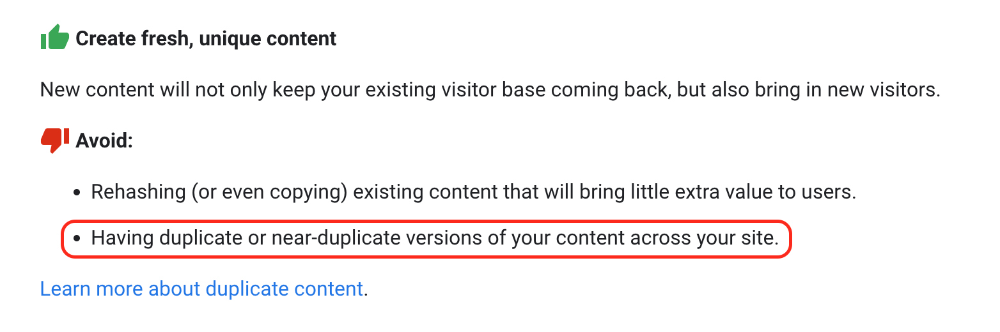 Create fresh, unique content
New content will not only keep your existing visitor base coming back, but also bring in new visitors.
Avoid:
• Rehashing (or even copying) existing content that will bring little extra value to users.
• Having duplicate or near-duplicate versions of your content across your site.
Learn more about duplicate content.